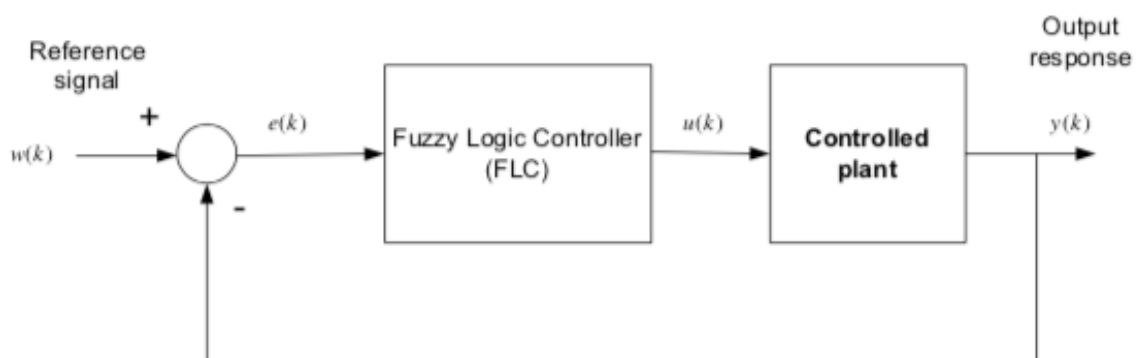 Output
response
Reference
signal
+
w(k)
e(k)
Fuzzy Logic Controller
(FLC)
u(k)
Controlled
plant
y(k)
-